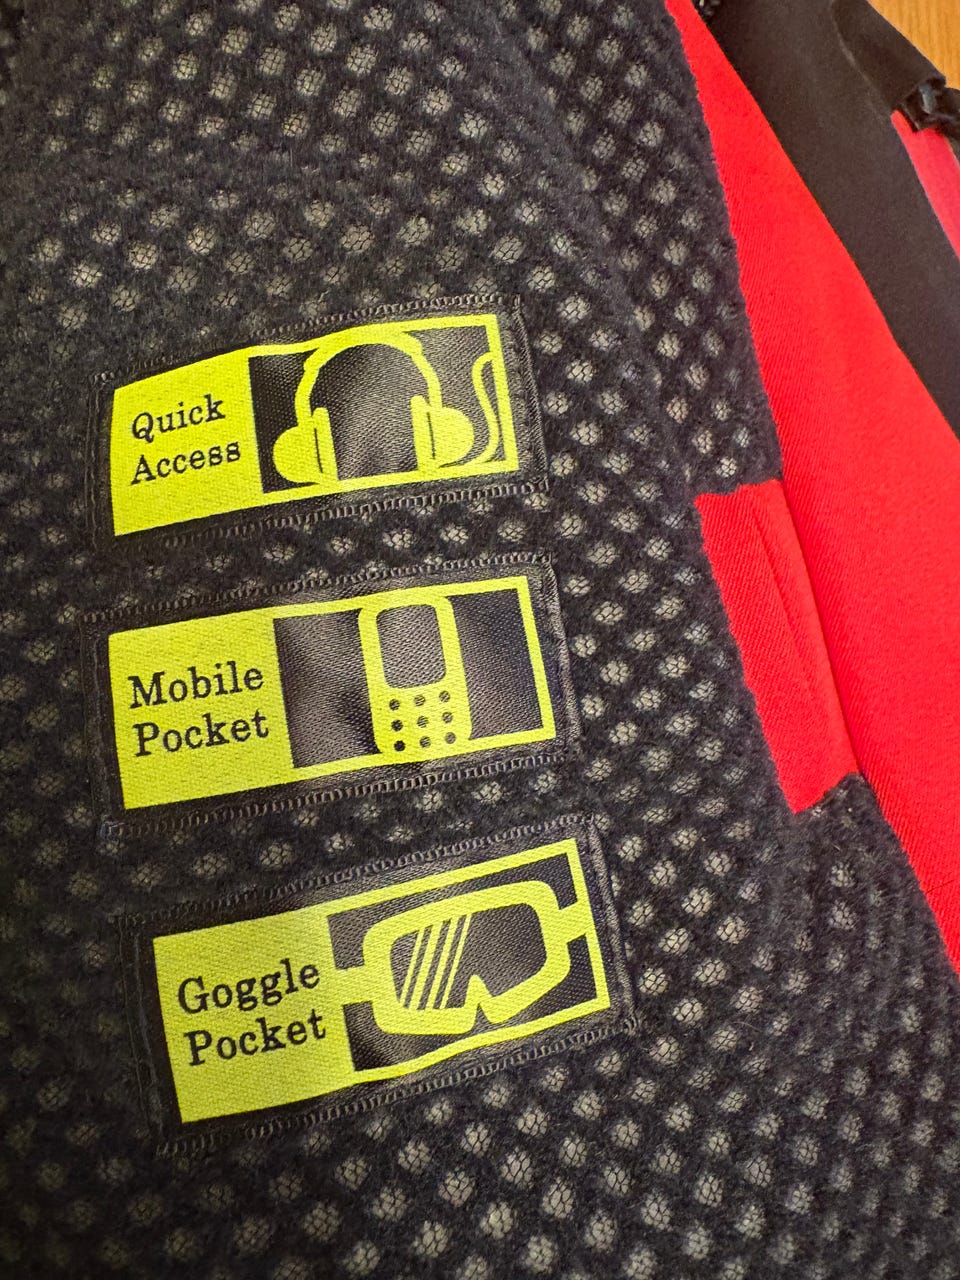 Quick
Access
Mobile
Pocket
Goggle
Pocket